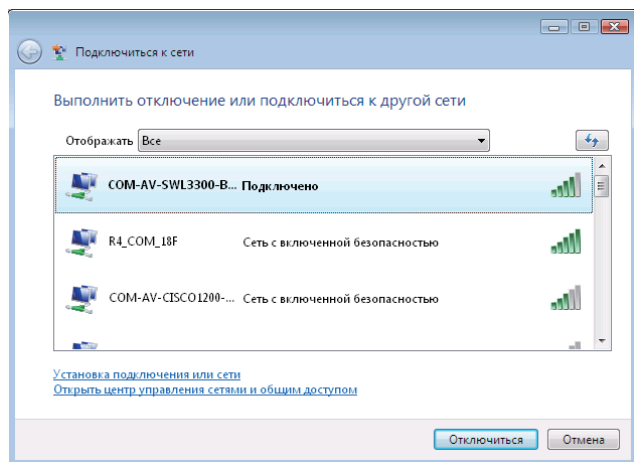 Подключиться к сети
Выполнить отключение или подключиться к другой сети
Отображать Все
COM-AV-SWL3300-B... Подключено
R4_COM_18F Сеть с включенной безопасностью
COM-AV-CISCO1200-... Сеть с включенной безопасностью
Установка подключения или сети
Открыть центр управления сетями и общим доступом
Отключиться Отмена